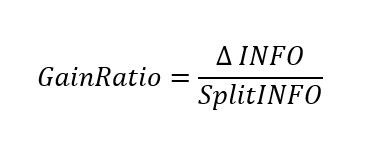 GainRatio = Δ INFO / SplitINFO